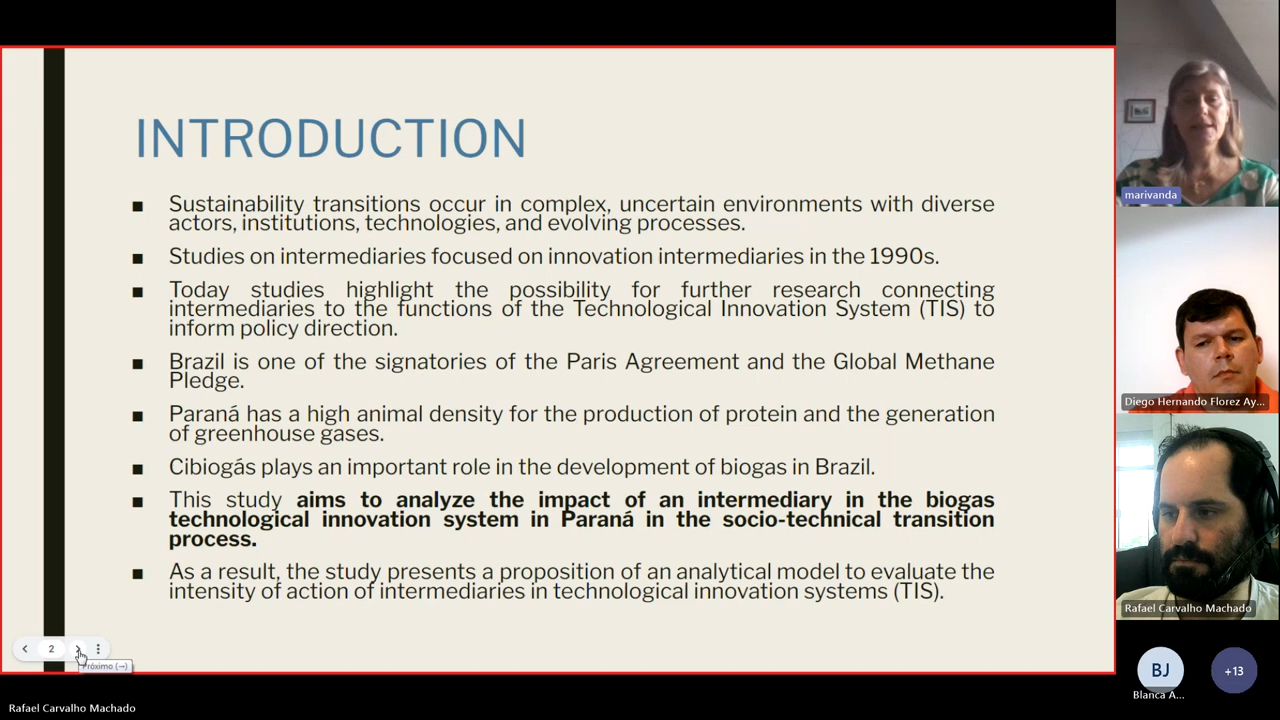 INTRODUCTION
■ Sustainability transitions occur in complex, uncertain environments with diverse
actors, institutions, technologies, and evolving processes.
■ Studies on intermediaries focused on innovation intermediaries in the 1990s.
■ Today studies highlight the possibility for further research connecting
intermediaries to the functions of the Technological Innovation System (TIS) to
inform policy direction.
■ Brazil is one of the signatories of the Paris Agreement and the Global Methane
Pledge.
■ Paraná has a high animal density for the production of protein and the generation
of greenhouse gases.
■ Cibiogás plays an important role in the development of biogas in Brazil.
■ This study aims to analyze the impact of an intermediary in the biogas
technological innovation system in Paraná in the socio-technical transition
process.
■ As a result, the study presents a proposition of an analytical model to evaluate the
intensity of action of intermediaries in technological innovation systems (TIS).
2
Próximo (→)
Rafael Carvalho Machado
marivanda
Diego Hernando Florez Ay...
Rafael Carvalho Machado
BJ
+13
Blanca A...